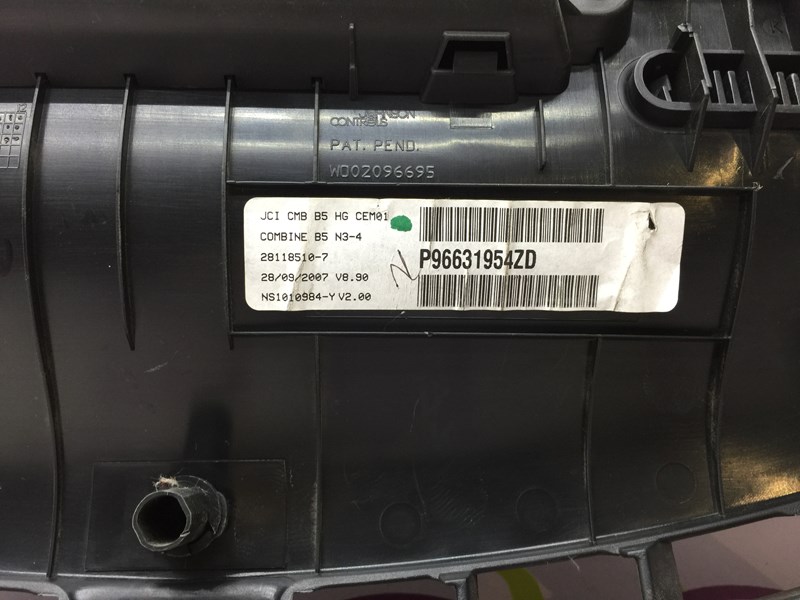 JOHNSON
CONTROLS
PAT. PEND.
WO02096695
JCI CMB B5 HG CEM01
COMBINE B5 N3-4
28118510-7
28/09/2007 V8.90
NS1010984-Y V2.00
N
P96631954ZD